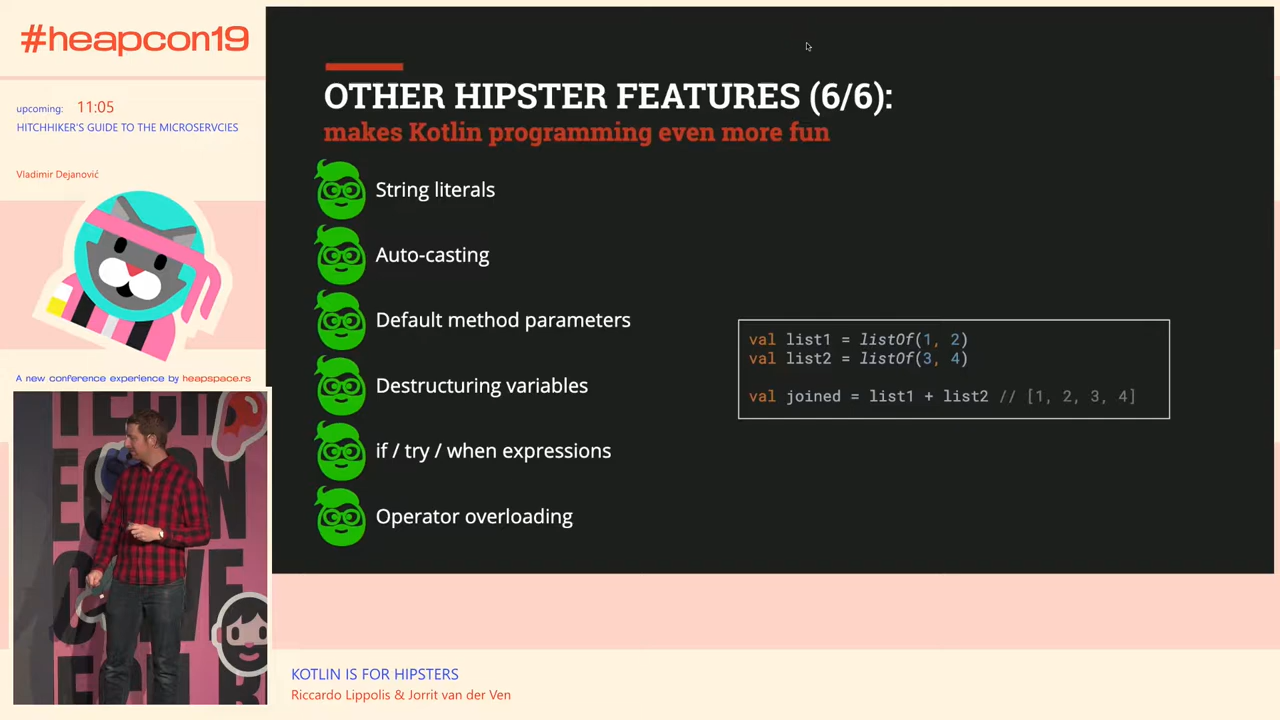 #heapcon19
upcoming: 11:05
HITCHHIKER'S GUIDE TO THE MICROSERVCIES
Vladimir Dejanović
A new conference experience by heapspace.rs
OTHER HIPSTER FEATURES (6/6):
makes Kotlin programming even more fun
String literals
Auto-casting
Default method parameters
Destructuring variables
if / try / when expressions
Operator overloading
val list1 = listOf(1, 2)
val list2 = listOf(3, 4)
val joined = list1 + list2 // [1, 2, 3, 4]
KOTLIN IS FOR HIPSTERS
Riccardo Lippolis & Jorrit van der Ven